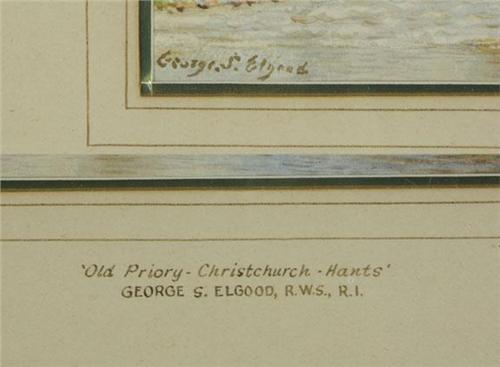 George. S. Elgood
'Old Priory - Christchurch - Hants'
GEORGE S. ELGOOD, R.W.S., R.I.